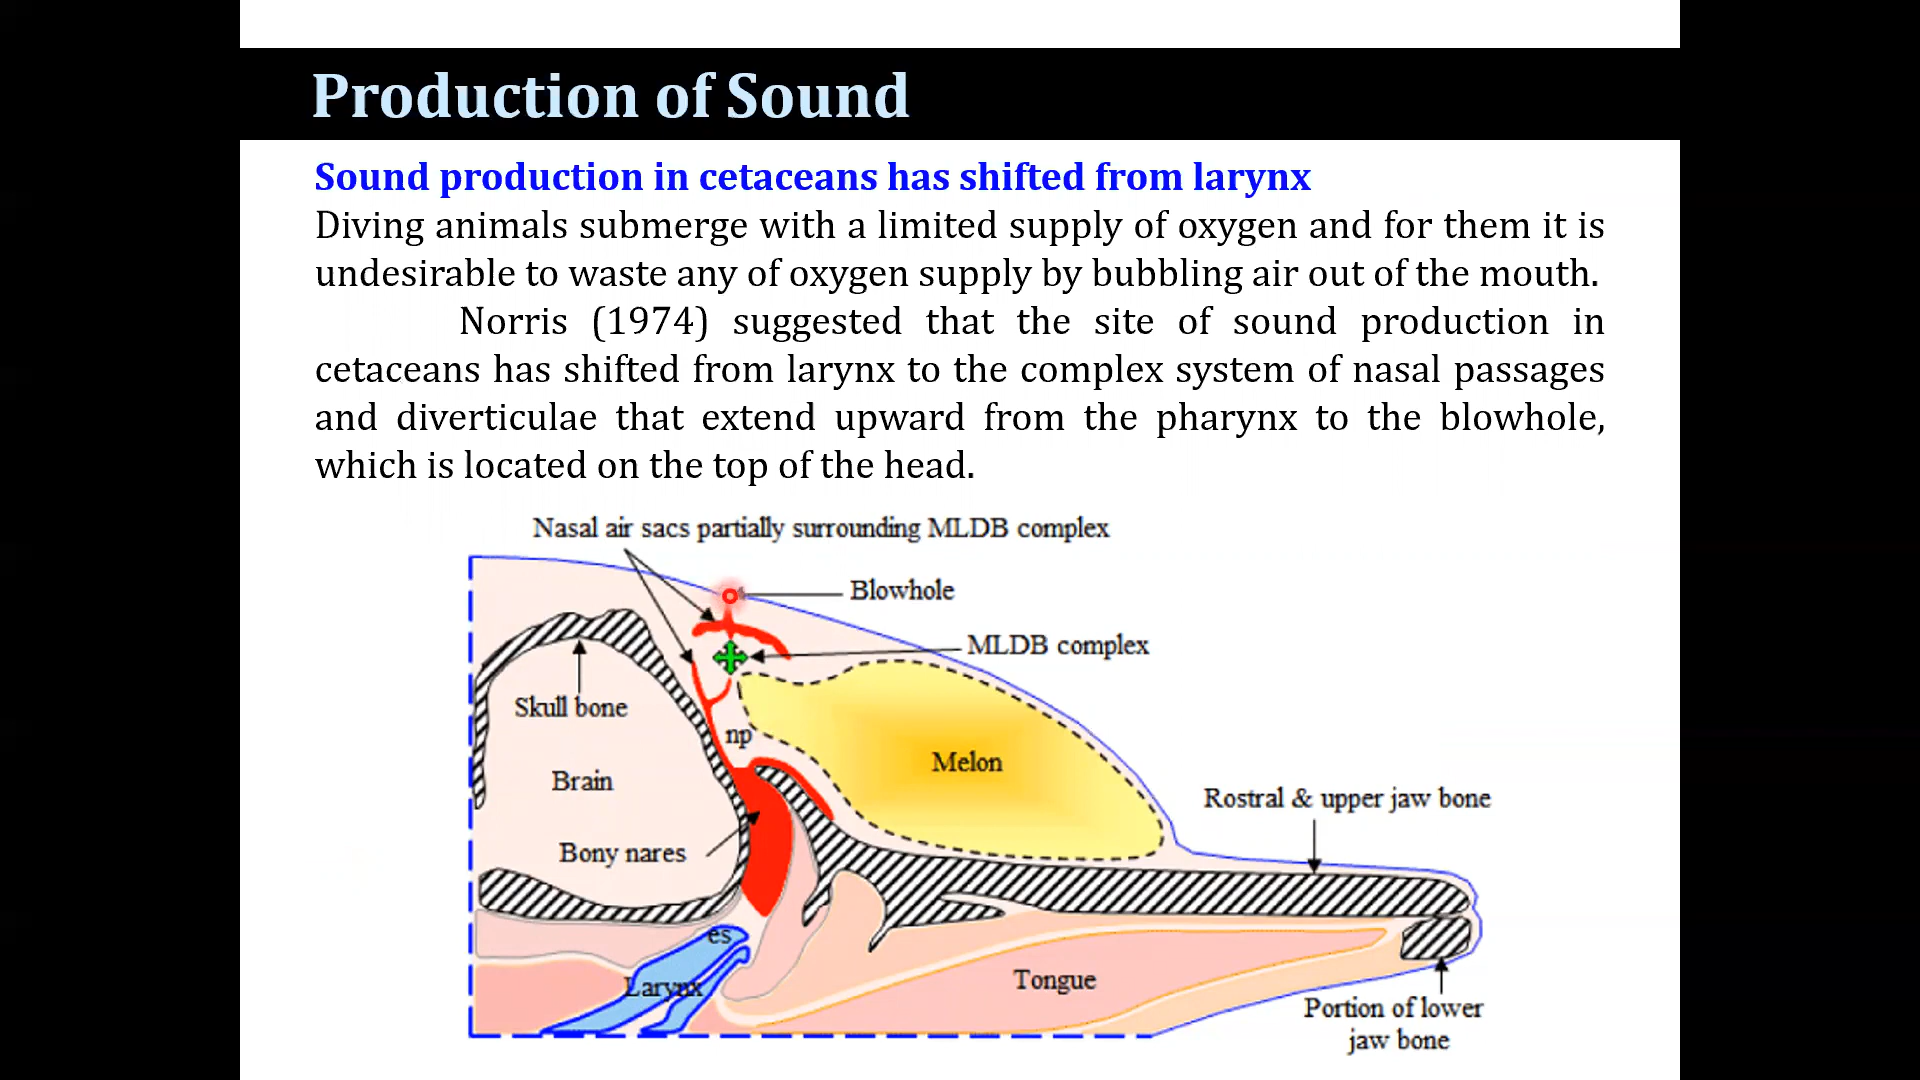 Production of Sound
Sound production in cetaceans has shifted from larynx
Diving animals submerge with a limited supply of oxygen and for them it is
undesirable to waste any of oxygen supply by bubbling air out of the mouth.
Norris (1974) suggested that the site of sound production in
cetaceans has shifted from larynx to the complex system of nasal passages
and diverticulae that extend upward from the pharynx to the blowhole,
which is located on the top of the head.
Nasal air sacs partially surrounding MLDB complex
Blowhole
MLDB complex
Skull bone
np
Melon
Brain
Rostral & upper jaw bone
Bony nares
es
Larynx
Tongue
Portion of lower
jaw bone